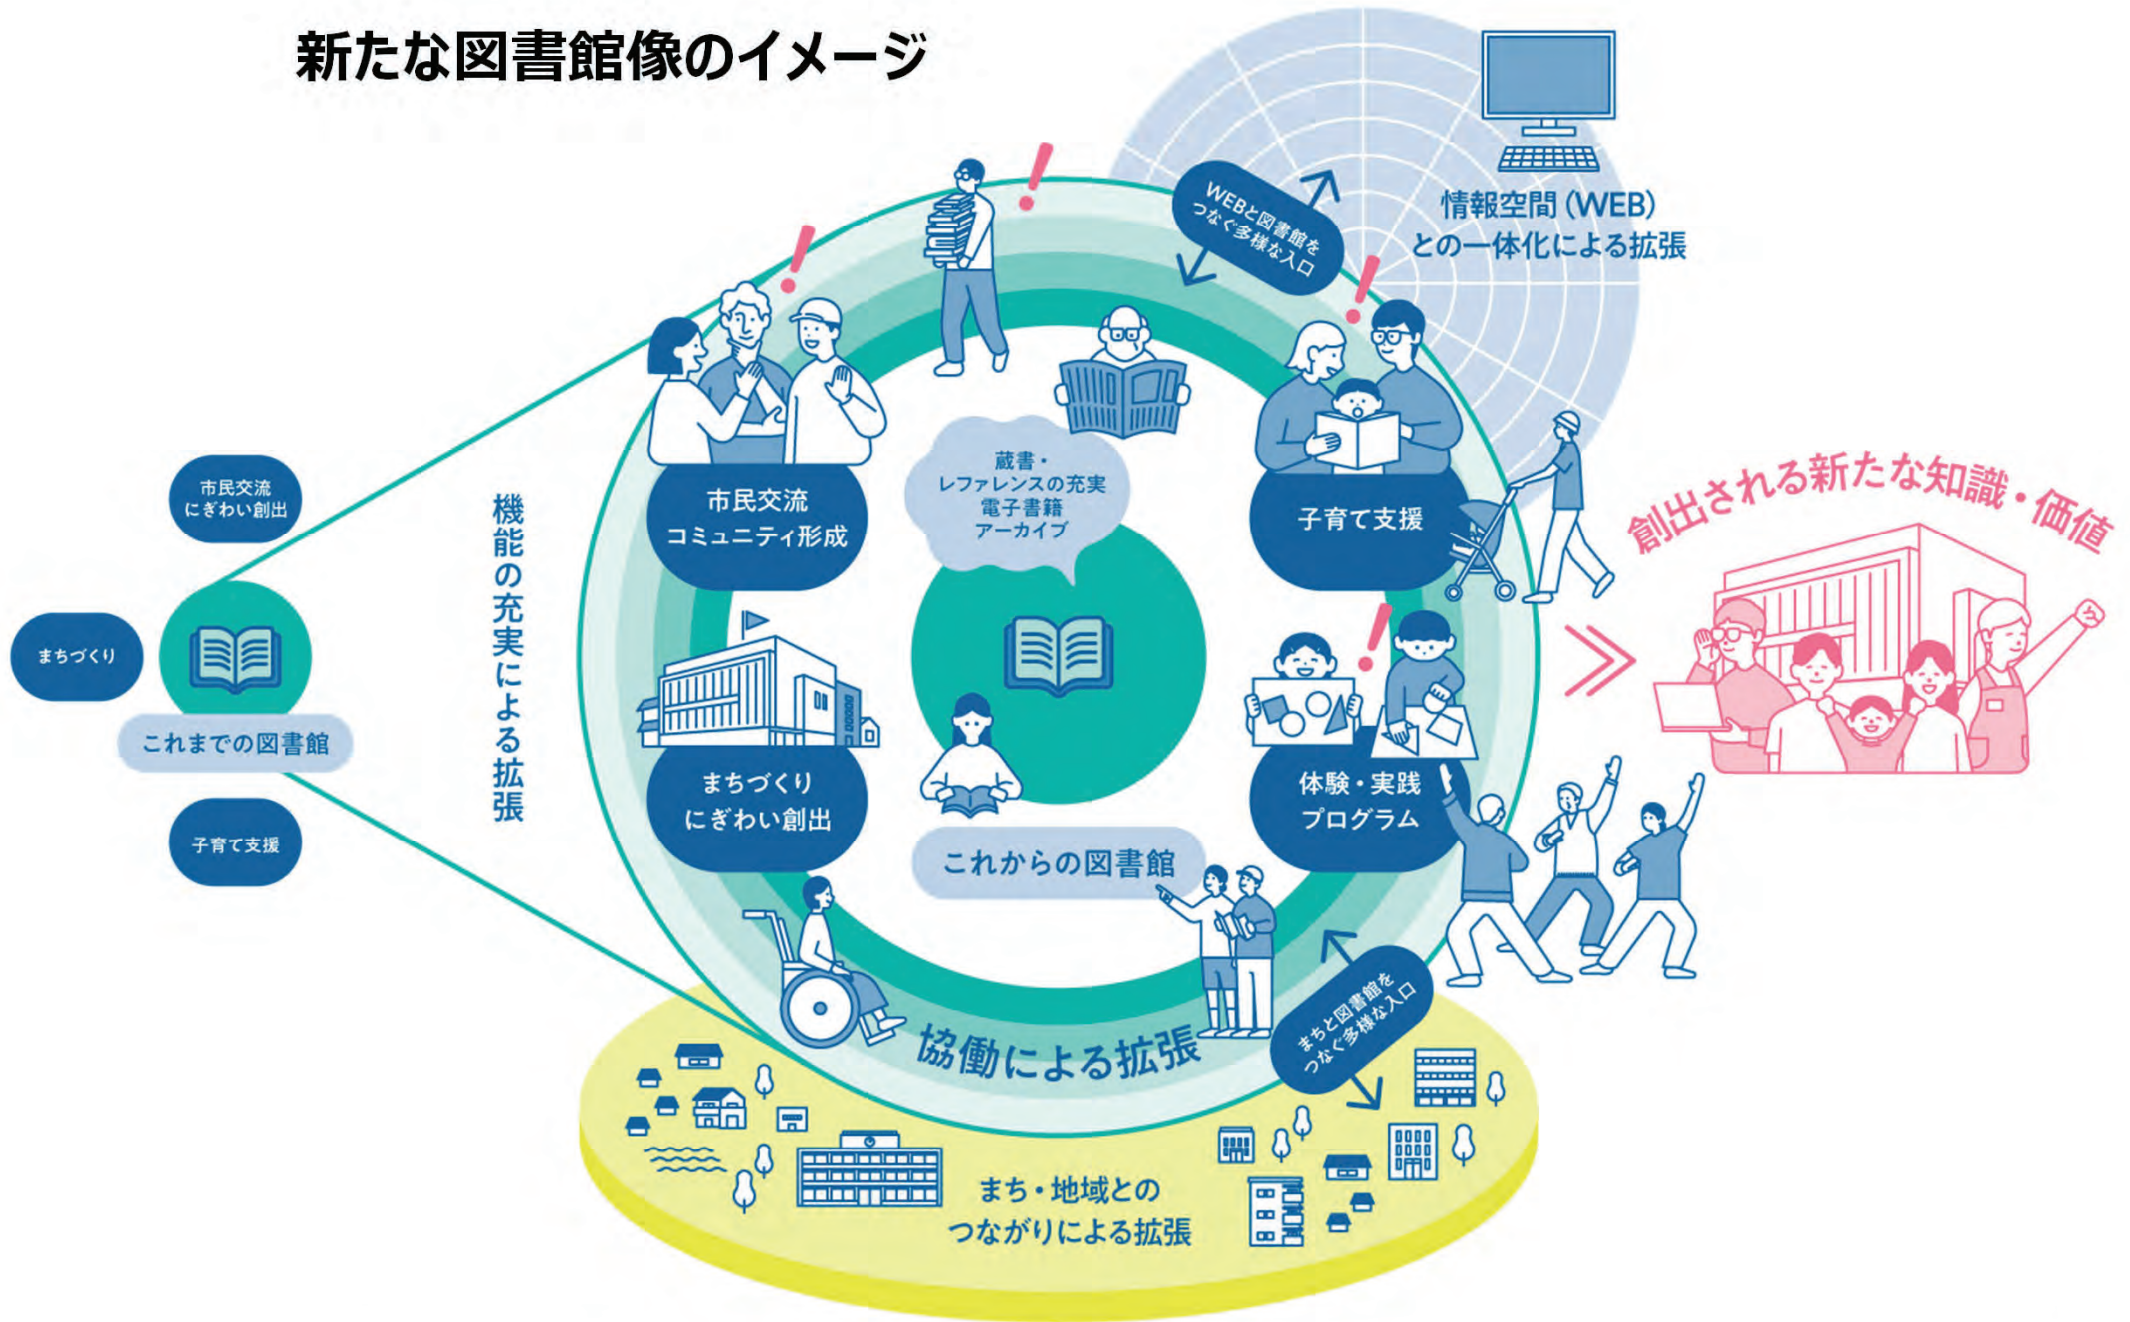 新たな図書館像のイメージ
情報空間（WEB）
との一体化による拡張
WEBと図書館を
つなぐ多様な入口
市民交流
にぎわい創出
まちづくり
これまでの図書館
子育て支援
機能の充実による拡張
市民交流
コミュニティ形成
蔵書・
レファレンスの充実
電子書籍
アーカイブ
子育て支援
まちづくり
にぎわい創出
体験・実践
プログラム
これからの図書館
創出される新たな知識・価値
協働による拡張
まちと図書館を
つなぐ多様な入口
まち・地域との
つながりによる拡張